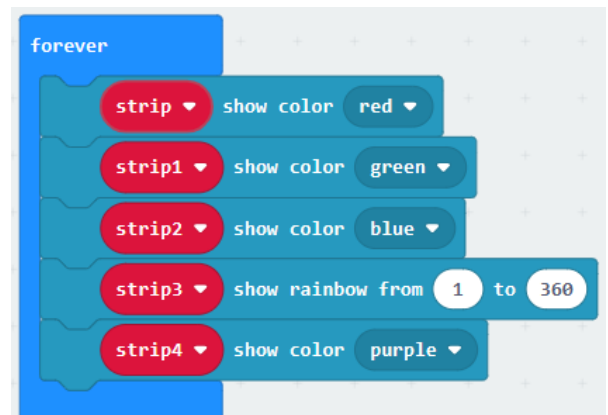 forever
strip show color red
strip1 show color green
strip2 show color blue
strip3 show rainbow from 1 to 360
strip4 show color purple